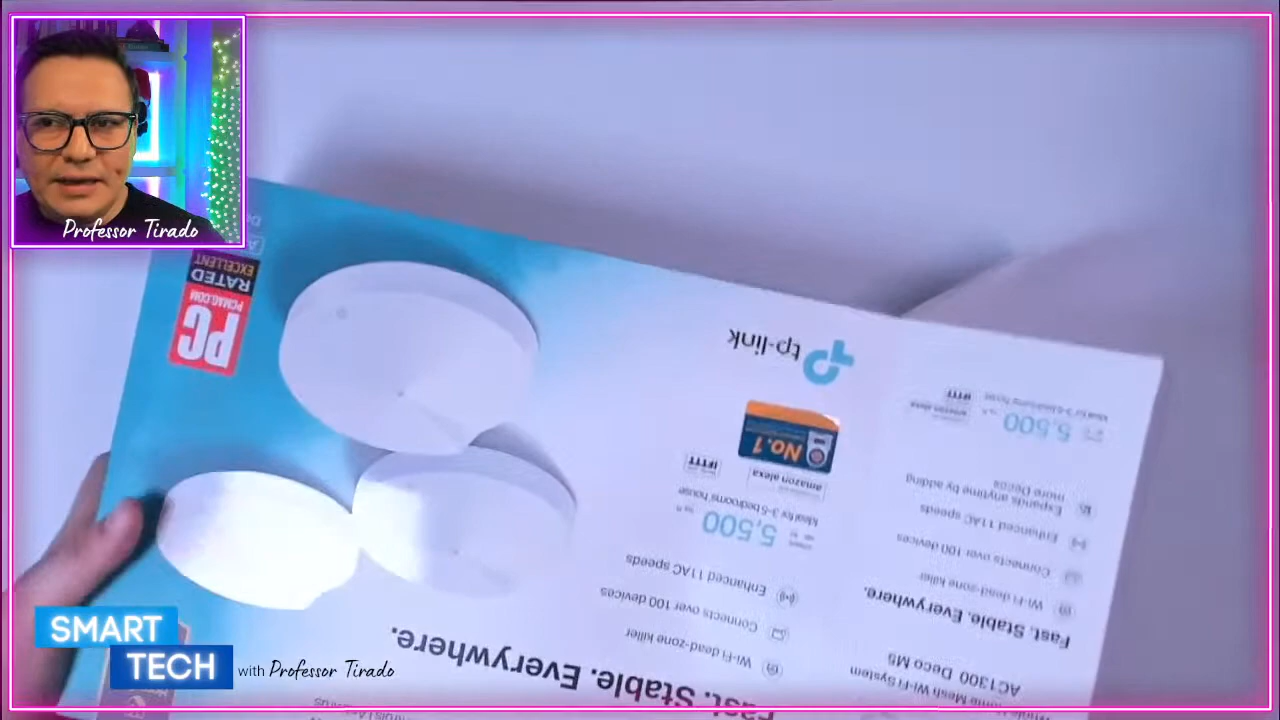 Professor Tirado
PC
PCMAG.COM
RATED
EXCELLENT
tp-link
No.1
amazon alexa
IFTTT
Ideal for 3-5 bedrooms house
5,500
Enhanced 11AC speeds
Connects over 100 devices
Wi-Fi dead-zone killer
Fast. Stable. Everywhere.
amazon alexa
IFTTT
Ideal for 3-5 bedrooms house
5,500
Expands anytime by adding
more Decos
Enhanced 11AC speeds
Connects over 100 devices
Wi-Fi dead-zone killer
Fast. Stable. Everywhere.
Home Mesh Wi-Fi System
AC1300 Deco M5
SMART
TECH
with Professor Tirado